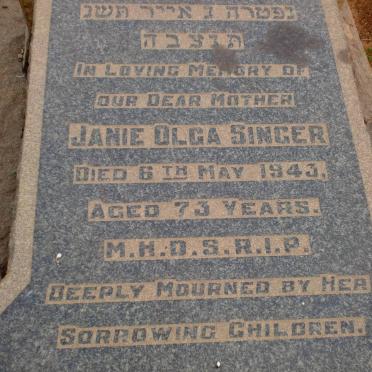 נפטרה ג אייר תשג
תנצבה
IN LOVING MEMORY OF
OUR DEAR MOTHER
JANIE OLGA SINGER
DIED 6TH MAY 1943.
AGED 73 YEARS.
M.H.D.S.R.I.P.
DEEPLY MOURNED BY HER
SORROWING CHILDREN.